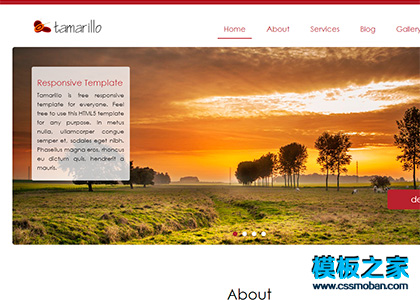 tamarillo
Home About Services Blog Gallery
Responsive Template
Tamarillo is free responsive
template for everyone. Feel
free to use this HTML5 template
for any purpose. In metus
nulla, ullamcorper congue
semper et, sodales eget nibh.
Phasellus magna eros, rhoncus
eu dictum quis, hendrerit a
mauris.
de
About
模板之家
www.cssmoban.com